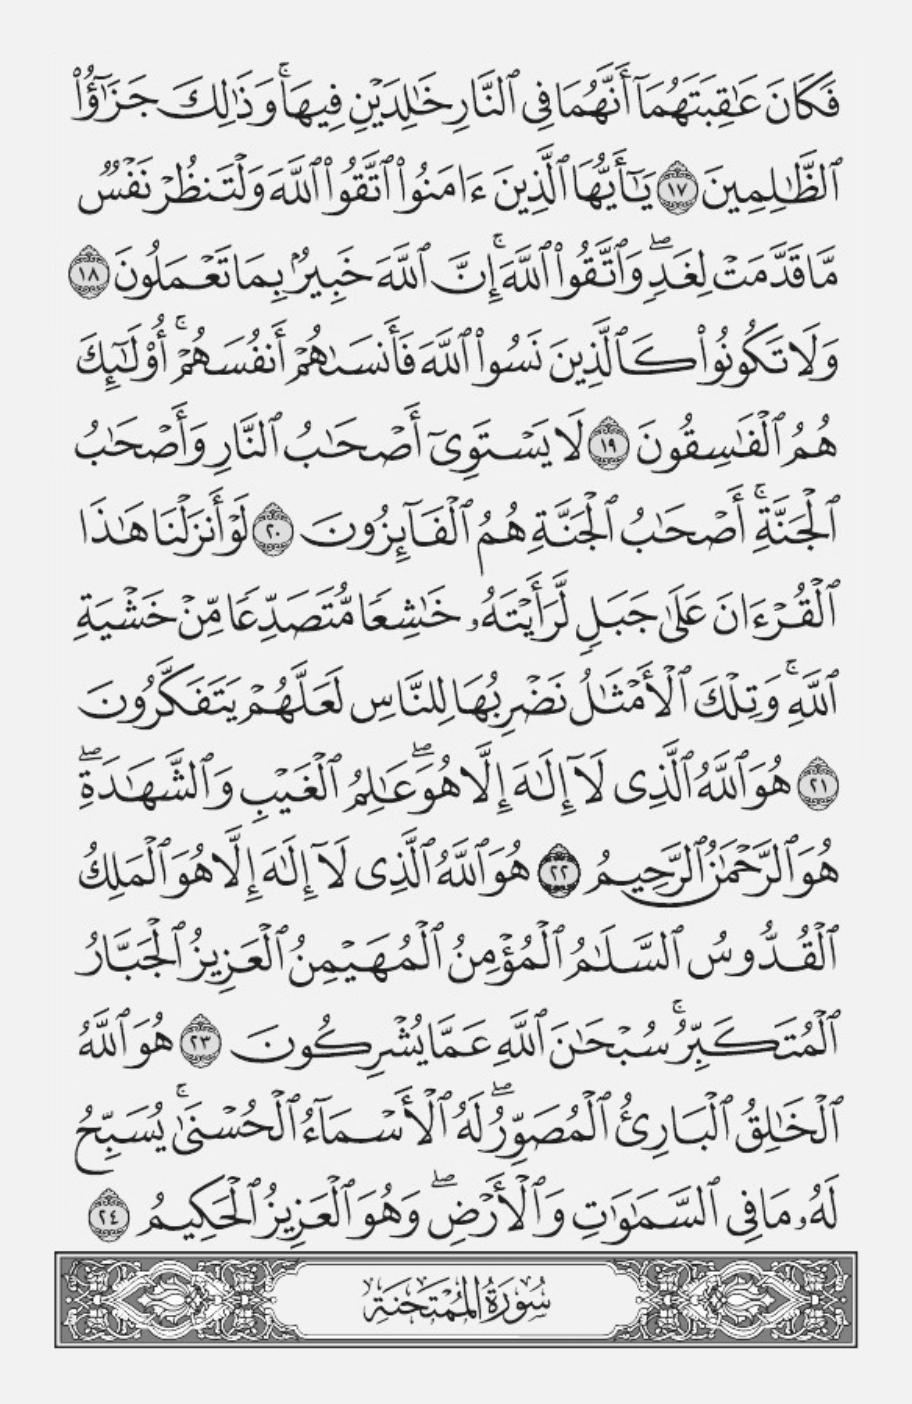 فَكَانَ عَٰقِبَتَهُمَآ أَنَّهُمَا فِى ٱلنَّارِ خَٰلِدَيْنِ فِيهَا ۚ وَذَٰلِكَ جَزَٰٓؤُا۟
ٱلظَّٰلِمِينَ ١٧ يَٰٓأَيُّهَا ٱلَّذِينَ ءَامَنُوا۟ ٱتَّقُوا۟ ٱللَّهَ وَلْتَنظُرْ نَفْسٌ
مَّا قَدَّمَتْ لِغَدٍ ۖ وَٱتَّقُوا۟ ٱللَّهَ ۚ إِنَّ ٱللَّهَ خَبِيرٌۢ بِمَا تَعْمَلُونَ ١٨
وَلَا تَكُونُوا۟ كَٱلَّذِينَ نَسُوا۟ ٱللَّهَ فَأَنسَىٰهُمْ أَنفُسَهُمْ ۚ أُو۟لَٰٓئِكَ
هُمُ ٱلْفَٰسِقُونَ ١٩ لَا يَسْتَوِىٓ أَصْحَٰبُ ٱلنَّارِ وَأَصْحَٰبُ
ٱلْجَنَّةِ ۚ أَصْحَٰبُ ٱلْجَنَّةِ هُمُ ٱلْفَآئِزُونَ ٢٠ لَوْ أَنزَلْنَا هَٰذَا
ٱلْقُرْءَانَ عَلَىٰ جَبَلٍ لَّرَأَيْتَهُۥ خَٰشِعًا مُّتَصَدِّعًا مِّنْ خَشْيَةِ
ٱللَّهِ ۚ وَتِلْكَ ٱلْأَمْثَٰلُ نَضْرِبُهَا لِلنَّاسِ لَعَلَّهُمْ يَتَفَكَّرُونَ
٢١ هُوَ ٱللَّهُ ٱلَّذِى لَآ إِلَٰهَ إِلَّا هُوَ ۖ عَٰلِمُ ٱلْغَيْبِ وَٱلشَّهَٰدَةِ ۖ
هُوَ ٱلرَّحْمَٰنُ ٱلرَّحِيمُ ٢٢ هُوَ ٱللَّهُ ٱلَّذِى لَآ إِلَٰهَ إِلَّا هُوَ ٱلْمَلِكُ
ٱلْقُدُّوسُ ٱلسَّلَٰمُ ٱلْمُؤْمِنُ ٱلْمُهَيْمِنُ ٱلْعَزِيزُ ٱلْجَبَّارُ
ٱلْمُتَكَبِّرُ ۚ سُبْحَٰنَ ٱللَّهِ عَمَّا يُشْرِكُونَ ٢٣ هُوَ ٱللَّهُ
ٱلْخَٰلِقُ ٱلْبَارِئُ ٱلْمُصَوِّرُ ۖ لَهُ ٱلْأَسْمَآءُ ٱلْحُسْنَىٰ ۚ يُسَبِّحُ
لَهُۥ مَا فِى ٱلسَّمَٰوَٰتِ وَٱلْأَرْضِ ۖ وَهُوَ ٱلْعَزِيزُ ٱلْحَكِيمُ ٢٤
سُورَةُ المُمْتَحنَةِ